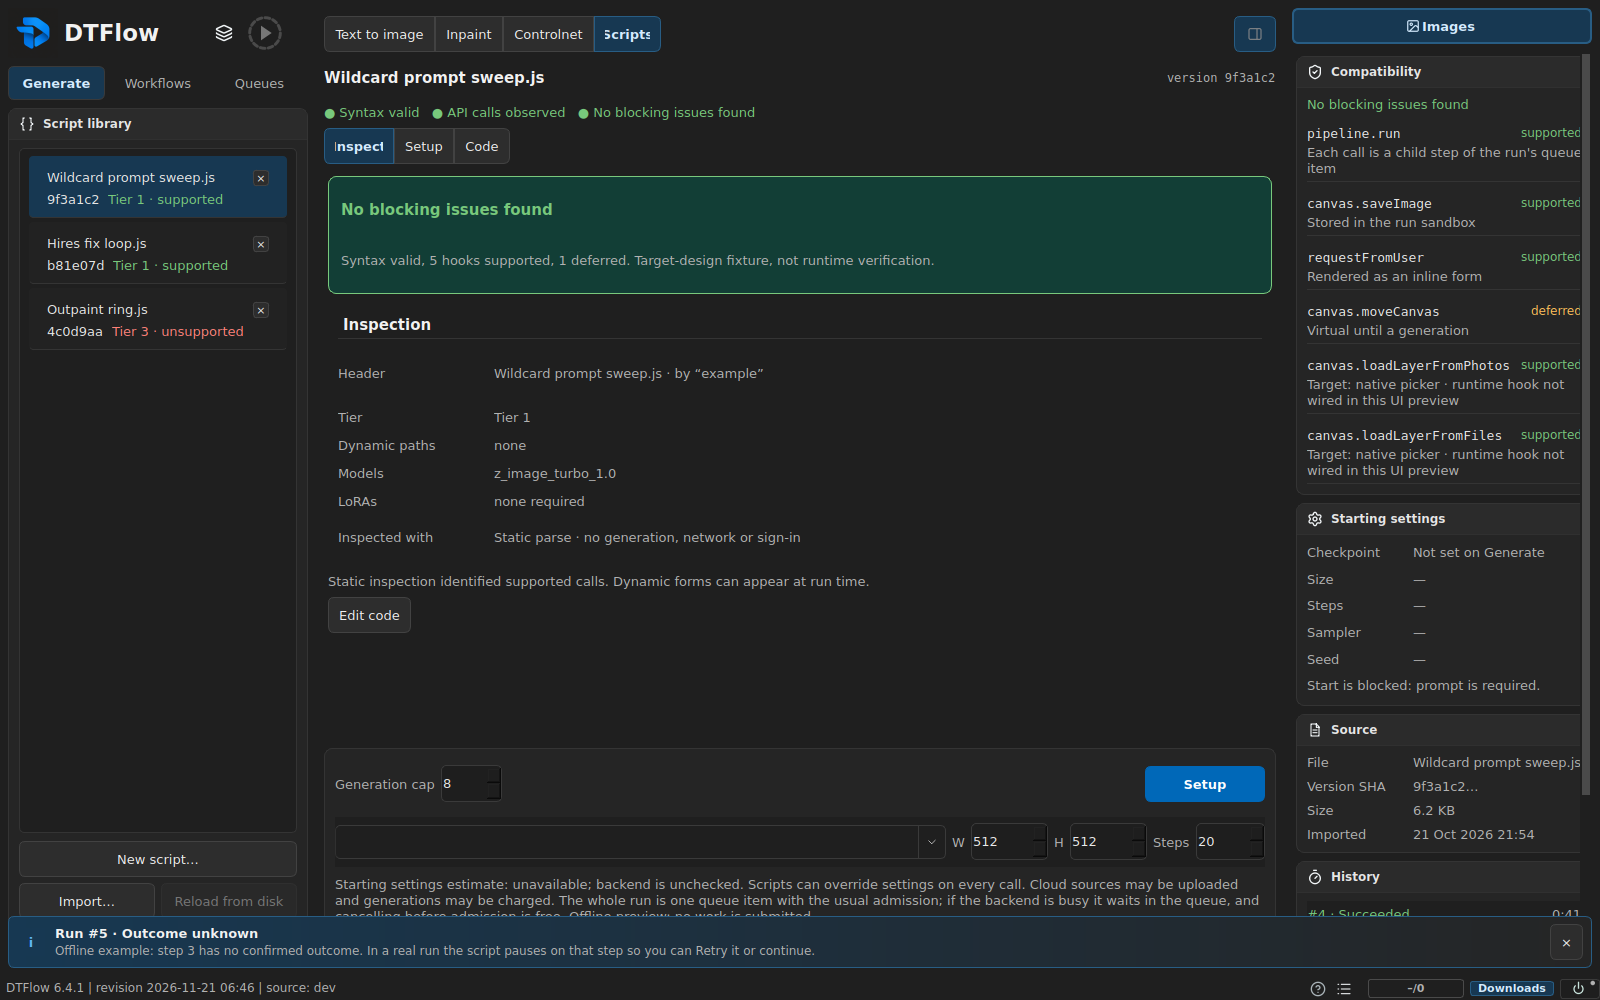 DTFlow
Generate
Workflows
Queues
Script library
Wildcard prompt sweep.js
9f3a1c2 Tier 1 · supported
Hires fix loop.js
b81e07d Tier 1 · supported
Outpaint ring.js
4c0d9aa Tier 3 · unsupported
New script...
Import...
Reload from disk
Text to image
Inpaint
Controlnet
Scripts
Wildcard prompt sweep.js
version 9f3a1c2
Syntax valid
API calls observed
No blocking issues found
Inspect
Setup
Code
No blocking issues found
Syntax valid, 5 hooks supported, 1 deferred. Target-design fixture, not runtime verification.
Inspection
Header Wildcard prompt sweep.js · by “example”
Tier Tier 1
Dynamic paths none
Models z_image_turbo_1.0
LoRAs none required
Inspected with Static parse · no generation, network or sign-in
Static inspection identified supported calls. Dynamic forms can appear at run time.
Edit code
Generation cap 8
Setup
W 512 H 512 Steps 20
Starting settings estimate: unavailable; backend is unchecked. Scripts can override settings on every call. Cloud sources may be uploaded
and generations may be charged. The whole run is one queue item with the usual admission; if the backend is busy it waits in the queue, and
cancelling before admission is free. Offline preview: no work is submitted.
Images
Compatibility
No blocking issues found
pipeline.run supported
Each call is a child step of the run's queue
item
canvas.saveImage supported
Stored in the run sandbox
requestFromUser supported
Rendered as an inline form
canvas.moveCanvas deferred
Virtual until a generation
canvas.loadLayerFromPhotos supported
Target: native picker · runtime hook not
wired in this UI preview
canvas.loadLayerFromFiles supported
Target: native picker · runtime hook not
wired in this UI preview
Starting settings
Checkpoint Not set on Generate
Size —
Steps —
Sampler —
Seed —
Start is blocked: prompt is required.
Source
File Wildcard prompt sweep.js
Version SHA 9f3a1c2…
Size 6.2 KB
Imported 21 Oct 2026 21:54
History
#4 · Succeeded 0:41
Run #5 · Outcome unknown
Offline example: step 3 has no confirmed outcome. In a real run the script pauses on that step so you can Retry it or continue.
DTFlow 6.4.1 | revision 2026-11-21 06:46 | source: dev
-/0
Downloads